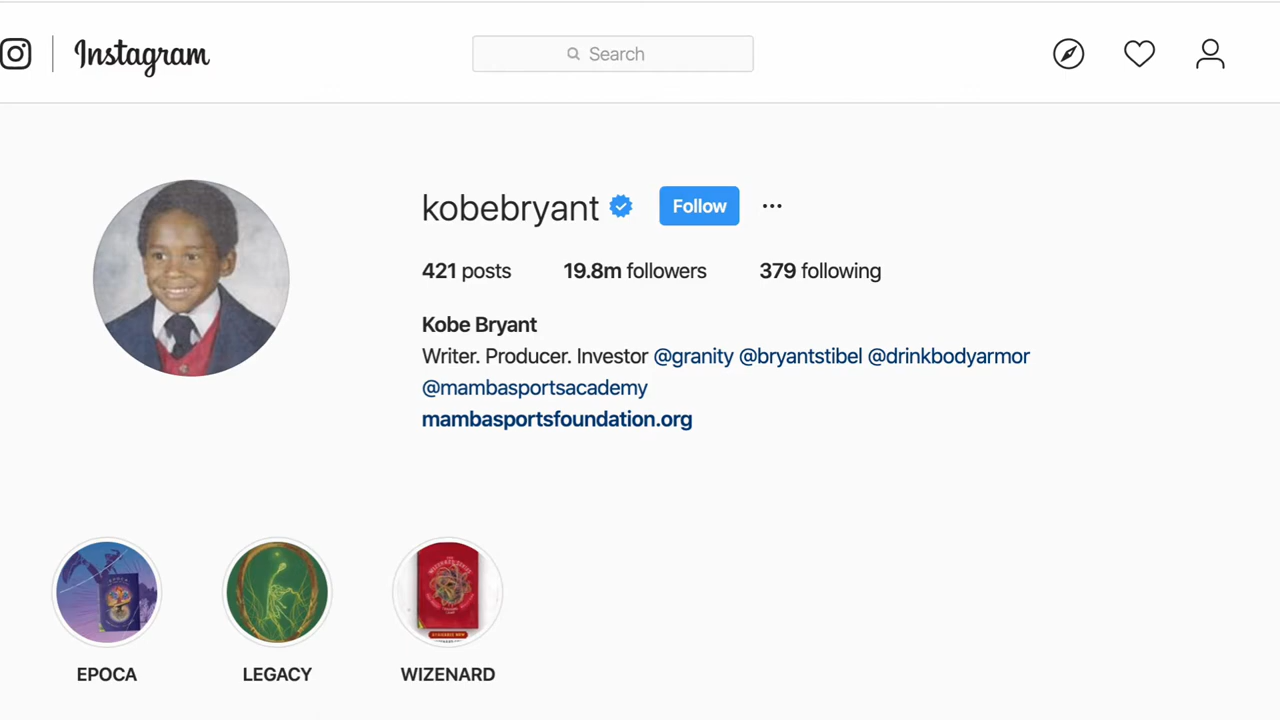 Instagram
Search
kobebryant
Follow
421 posts
19.8m followers
379 following
Kobe Bryant
Writer. Producer. Investor @granity @bryantstibel @drinkbodyarmor
@mambasportsacademy
mambasportsfoundation.org
EPOCA
LEGACY
WIZENARD